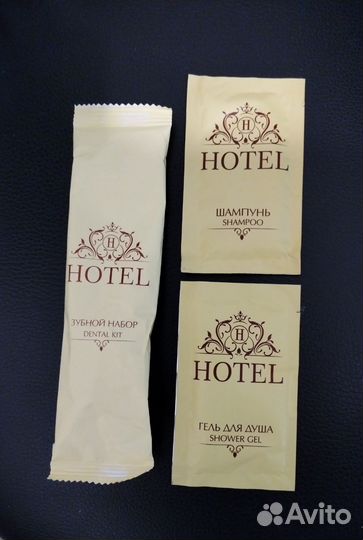 H
HOTEL
ЗУБНОЙ НАБОР
DENTAL KIT
H
HOTEL
ШАМПУНЬ
SHAMPOO
H
HOTEL
ГЕЛЬ ДЛЯ ДУША
SHOWER GEL
Avito